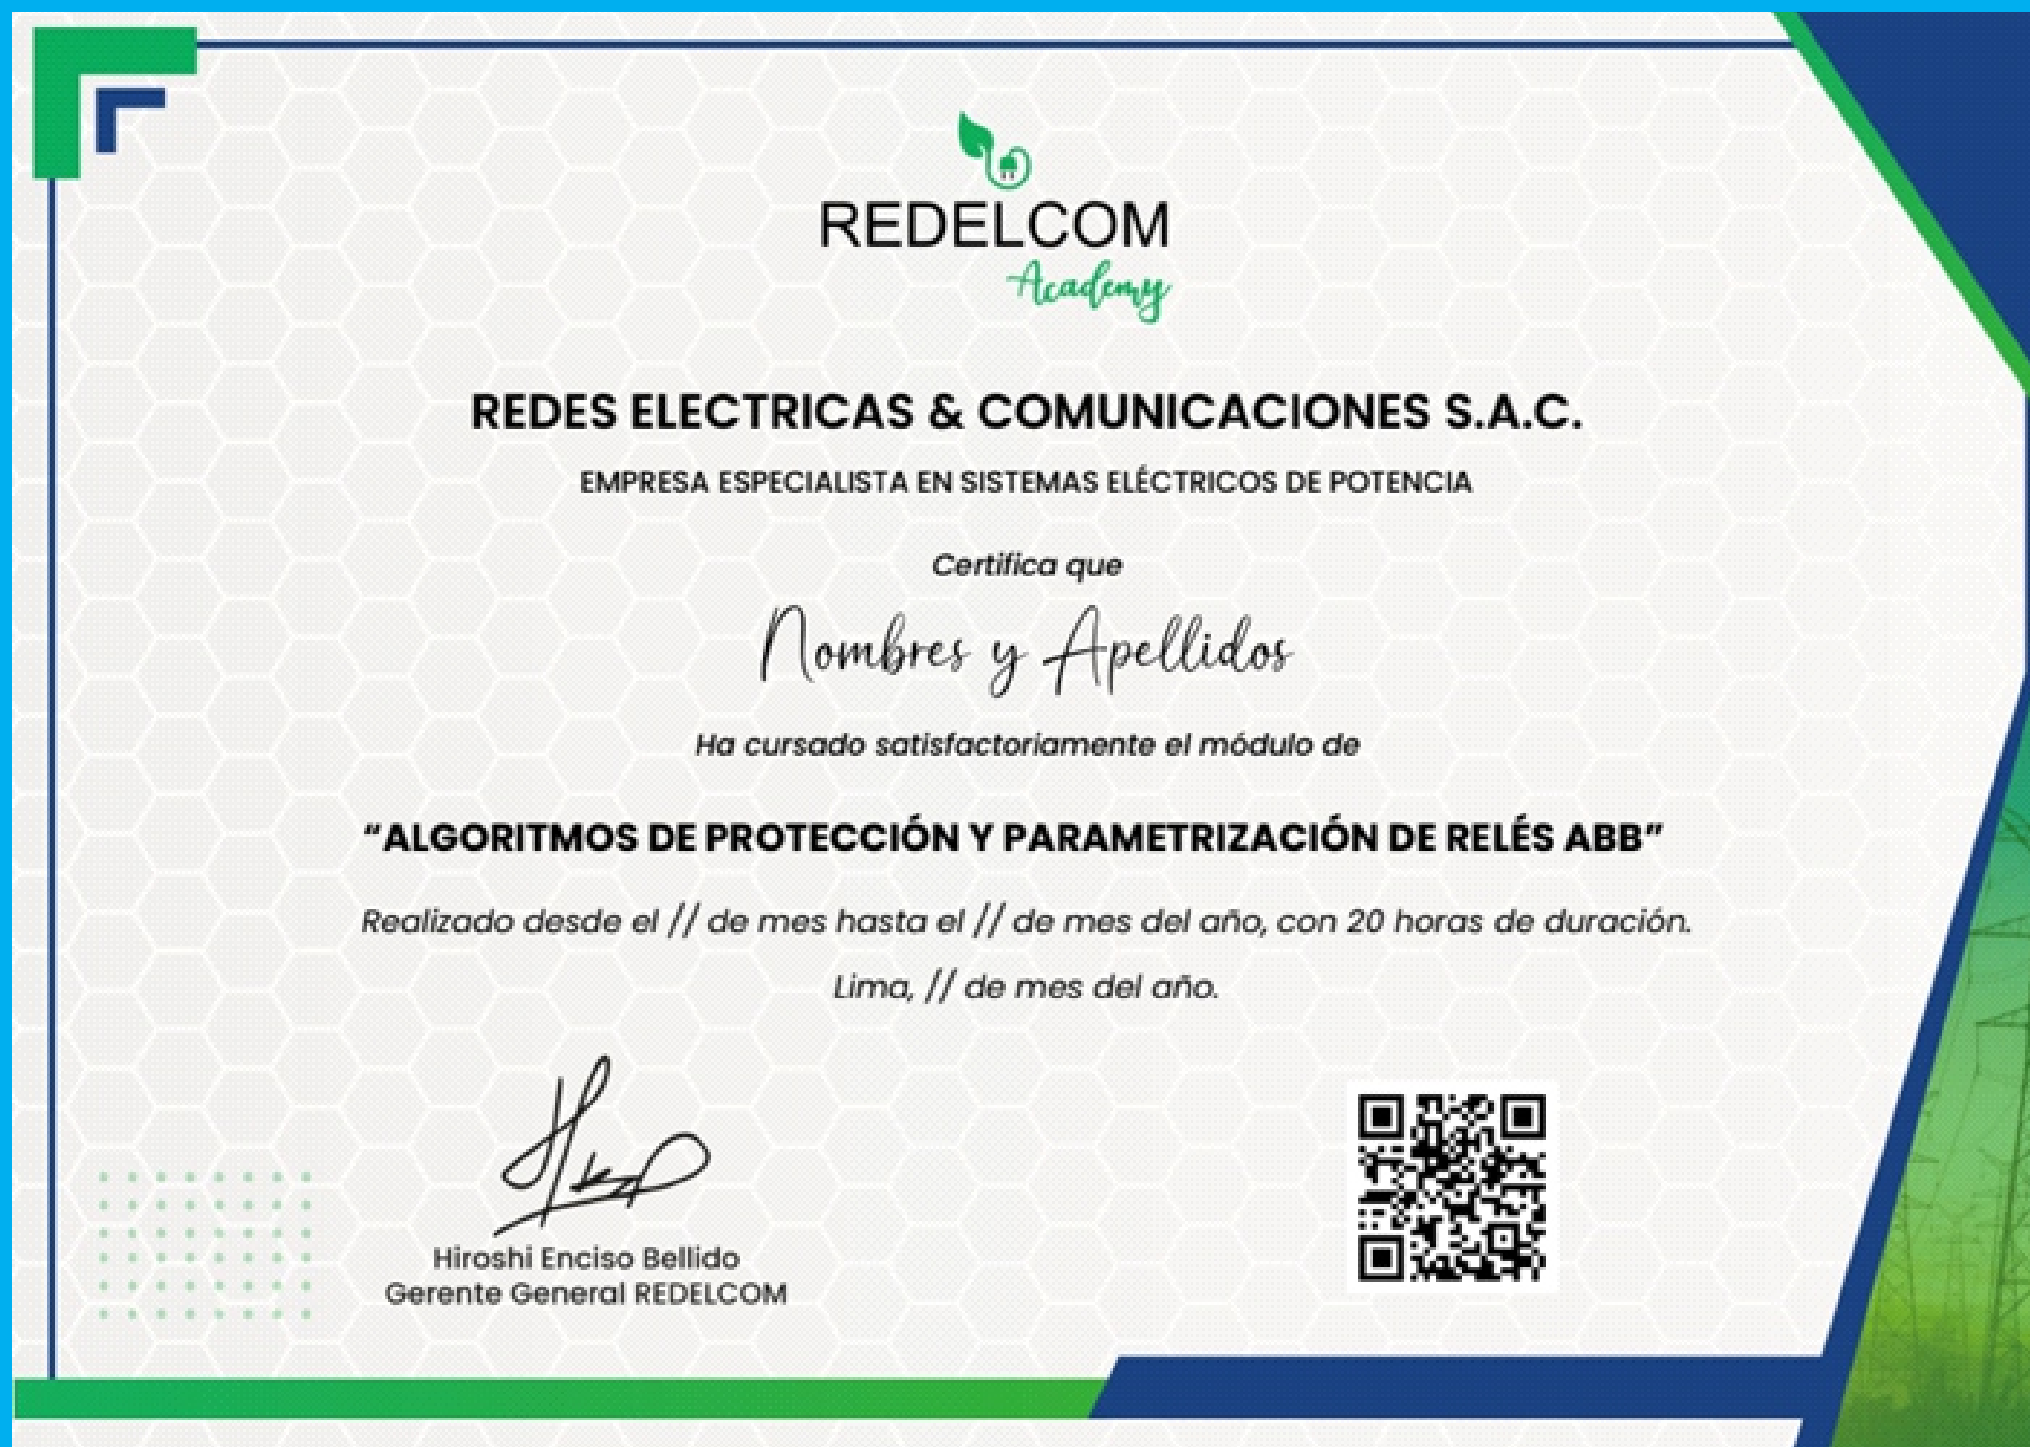 REDELCOM
Academy
REDES ELECTRICAS & COMUNICACIONES S.A.C.
EMPRESA ESPECIALISTA EN SISTEMAS ELÉCTRICOS DE POTENCIA
Certifica que
Nombres y Apellidos
Ha cursado satisfactoriamente el módulo de
“ALGORITMOS DE PROTECCIÓN Y PARAMETRIZACIÓN DE RELÉS ABB”
Realizado desde el // de mes hasta el // de mes del año, con 20 horas de duración.
Lima, // de mes del año.
Hiroshi Enciso Bellido
Gerente General REDELCOM